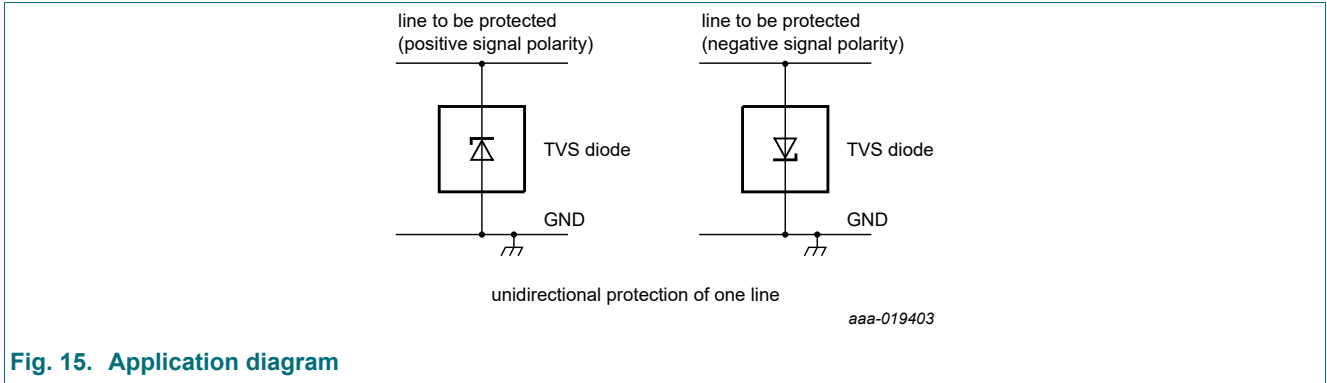 line to be protected
(positive signal polarity)
line to be protected
(negative signal polarity)
TVS diode
TVS diode
GND
GND
unidirectional protection of one line
aaa-019403
Fig. 15. Application diagram